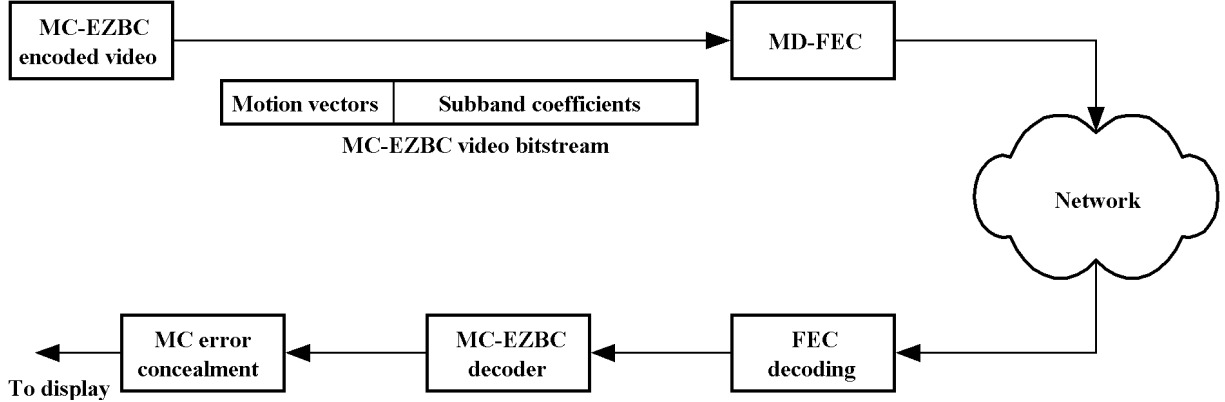 MC-EZBC
encoded video
MD-FEC
Motion vectors
Subband coefficients
MC-EZBC video bitstream
Network
MC error
concealment
MC-EZBC
decoder
FEC
decoding
To display